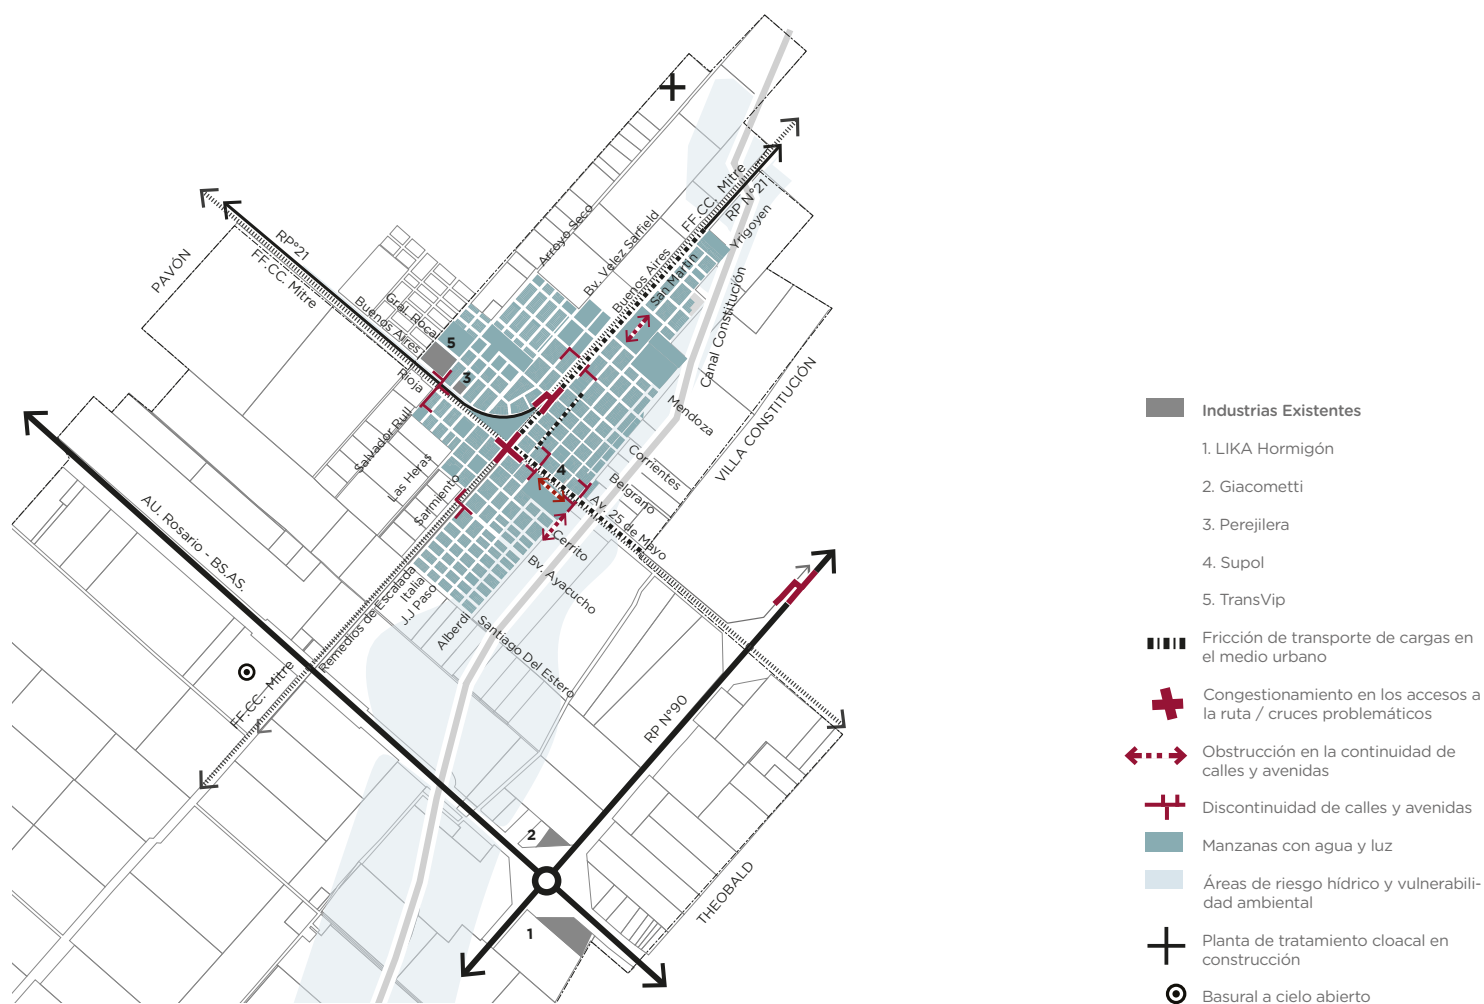 PAVÓN
RP°21
FF.CC. Mitre
Arroyo Seco
Bv. Velez Sarfield
FF.CC. Mitre
RP N°21
Yrigoyen
Buenos Aires
San Martin
Gral. Roca
Buenos Aires
Canal Constitución
5
3
Rioja
Salvador Rull
Las Heras
Sarmiento
Mendoza
VILLA CONSTITUCIÓN
Corrientes
Belgrano
4
Av. 25 de Mayo
Cerrito
Bv. Ayacucho
AU. Rosario - BS.AS.
Remedios de Escalada
Italia
J.J Paso
Alberdi
Santiago Del Estero
FF.CC. Mitre
RP N°90
2
1
THEOBALD
Industrias Existentes
1. LIKA Hormigón
2. Giacometti
3. Perejilera
4. Supol
5. TransVip
Fricción de transporte de cargas en
el medio urbano
Congestionamiento en los accesos a
la ruta / cruces problemáticos
Obstrucción en la continuidad de
calles y avenidas
Discontinuidad de calles y avenidas
Manzanas con agua y luz
Áreas de riesgo hídrico y vulnerabili-
dad ambiental
Planta de tratamiento cloacal en
construcción
Basural a cielo abierto